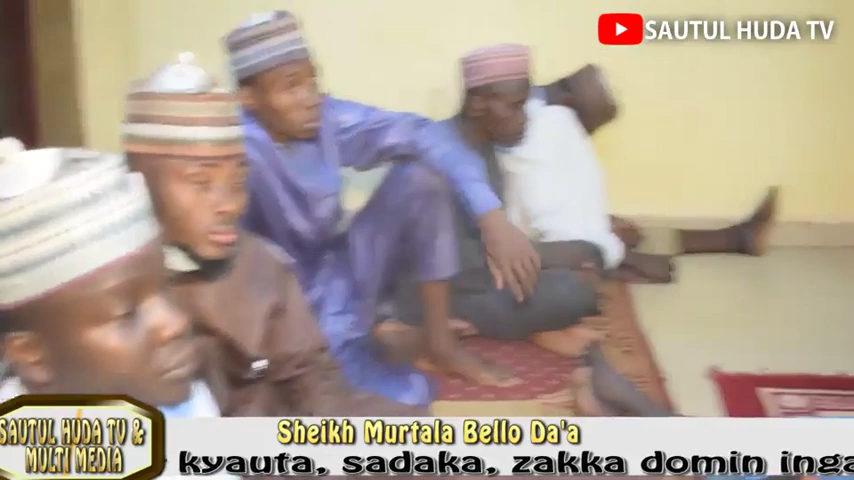 SAUTUL HUDA TV
Sheikh Murtala Bello Da'a
SAUTUL HUDA TV &
MULTI MEDIA
kyauta, sadaka, zakka domin inga